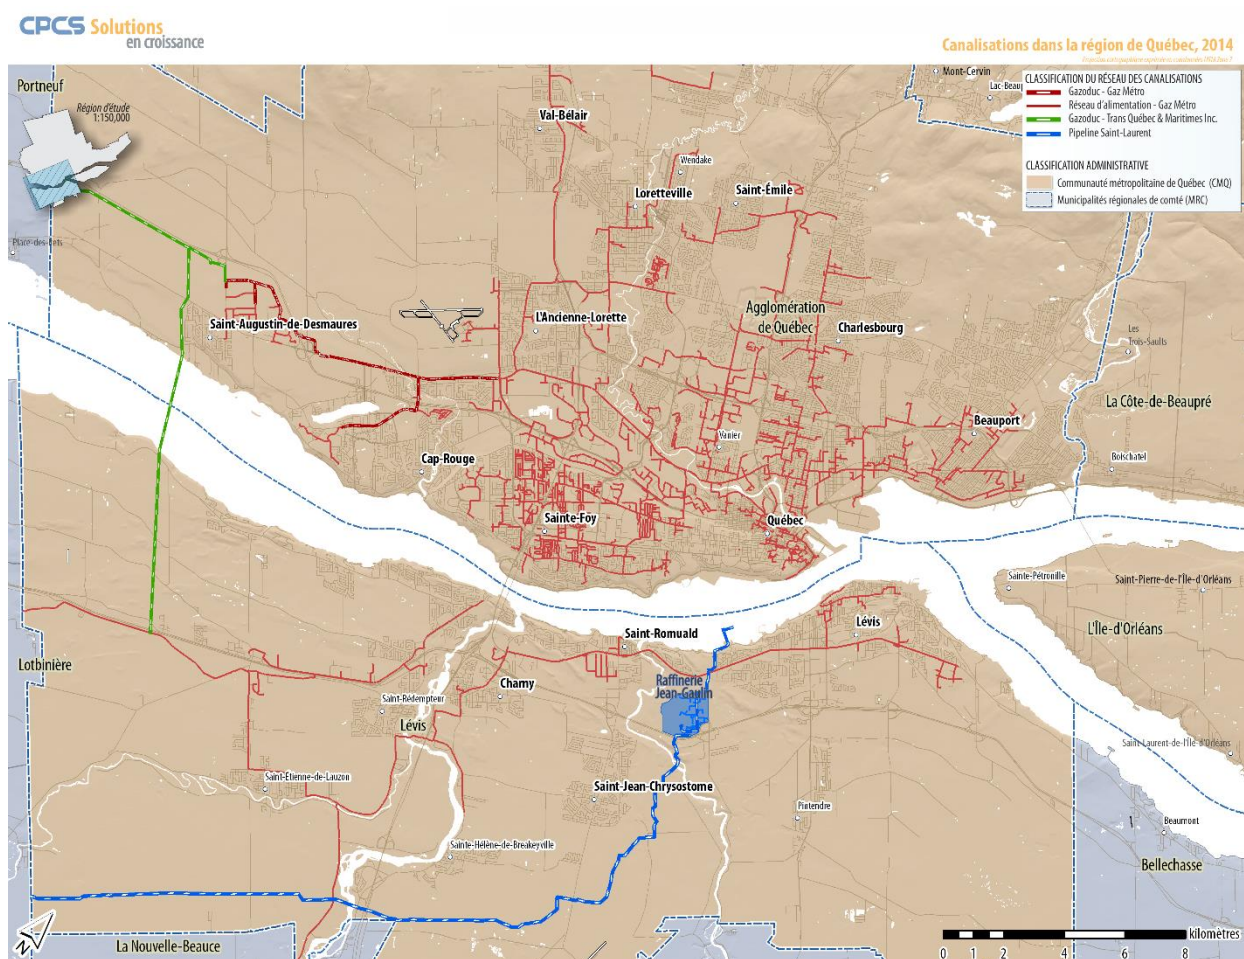 CPCS Solutions
en croissance
Canalisations dans la région de Québec, 2014
Portneuf
Région d'étude
1:150,000
CLASSIFICATION DU RÉSEAU DES CANALISATIONS
Gazoduc - Gaz Métro
Réseau d'alimentation - Gaz Métro
Gazoduc - Trans Québec & Maritimes Inc.
Pipeline Saint-Laurent
CLASSIFICATION ADMINISTRATIVE
Communauté métropolitaine de Québec (CMQ)
Municipalités régionales de comté (MRC)
Mont-Cervin
Val-Bélair
Wendake
Loretteville
Saint-Émile
Agglomération
de Québec
L'Ancienne-Lorette
Charlesbourg
Saint-Augustin-de-Desmaures
Les
Trois-Saults
La Côte-de-Beaupré
Beauport
Vanier
Boischatel
Cap-Rouge
Sainte-Foy
Québec
Sainte-Pétronille
Saint-Pierre-de-l'Île-d'Orléans
L'Île-d'Orléans
Lévis
Saint-Romuald
Lotbinière
Charny
Raffinerie
Jean-Gaulin
Saint-Rédempteur
Lévis
Saint-Laurent-de-l'Île-d'Orléans
Saint-Étienne-de-Lauzon
Saint-Jean-Chrysostome
Pintendre
Beaumont
Sainte-Hélène-de-Breakeyville
Bellechasse
La Nouvelle-Beauce
N
kilomètres
0 1 2 4 6 8